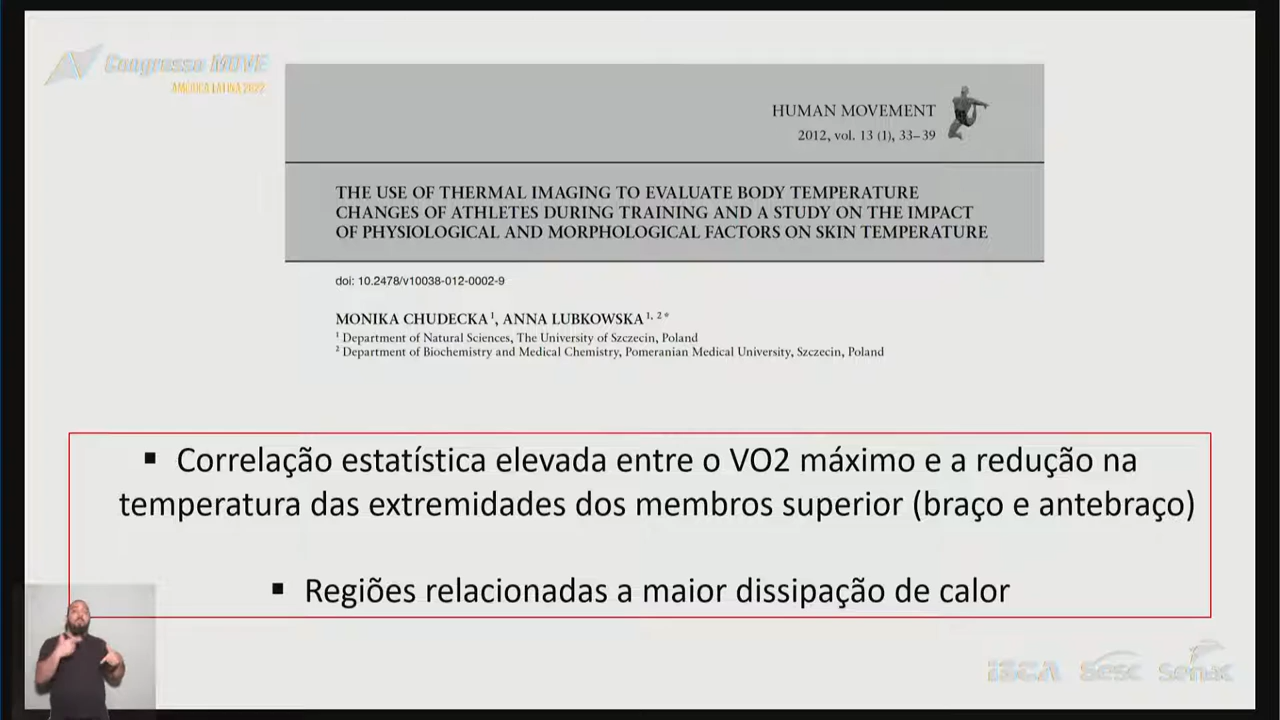 Congresso MOVE
AMÉRICA LATINA 2022
HUMAN MOVEMENT
2012, vol. 13 (1), 33–39
THE USE OF THERMAL IMAGING TO EVALUATE BODY TEMPERATURE
CHANGES OF ATHLETES DURING TRAINING AND A STUDY ON THE IMPACT
OF PHYSIOLOGICAL AND MORPHOLOGICAL FACTORS ON SKIN TEMPERATURE
doi: 10.2478/v10038-012-0002-9
MONIKA CHUDECKA¹, ANNA LUBKOWSKA¹, ²*
¹ Department of Natural Sciences, The University of Szczecin, Poland
² Department of Biochemistry and Medical Chemistry, Pomeranian Medical University, Szczecin, Poland
▪ Correlação estatística elevada entre o VO2 máximo e a redução na
temperatura das extremidades dos membros superior (braço e antebraço)
▪ Regiões relacionadas a maior dissipação de calor
ISCA Sesc Senac